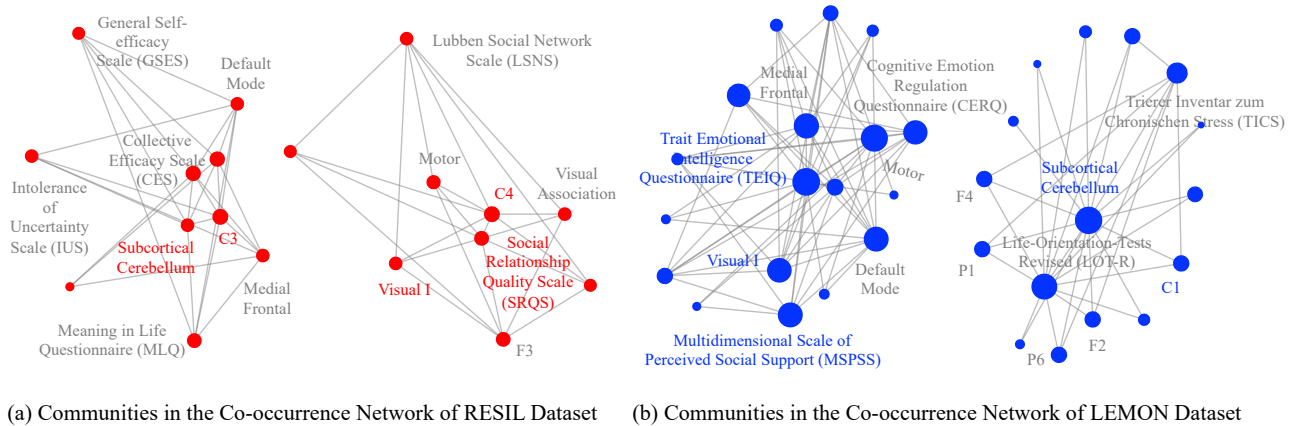 General Self-
efficacy
Scale (GSES)
Default
Mode
Collective
Efficacy Scale
(CES)
Intolerance
of
Uncertainty
Scale (IUS)
C3
Subcortical
Cerebellum
Medial
Frontal
Meaning in Life
Questionnaire (MLQ)
Lubben Social Network
Scale (LSNS)
Motor
C4
Visual
Association
Social
Relationship
Quality Scale
(SRQS)
Visual I
F3
Medial
Frontal
Cognitive Emotion
Regulation
Questionnaire (CERQ)
Trait Emotional
Intelligence
Questionnaire (TEIQ)
Motor
Visual I
Default
Mode
Multidimensional Scale of
Perceived Social Support (MSPSS)
Trierer Inventar zum
Chronischen Stress (TICS)
Subcortical
Cerebellum
F4
Life-Orientation-Tests
Revised (LOT-R)
P1
C1
P6
F2
(a) Communities in the Co-occurrence Network of RESIL Dataset
(b) Communities in the Co-occurrence Network of LEMON Dataset